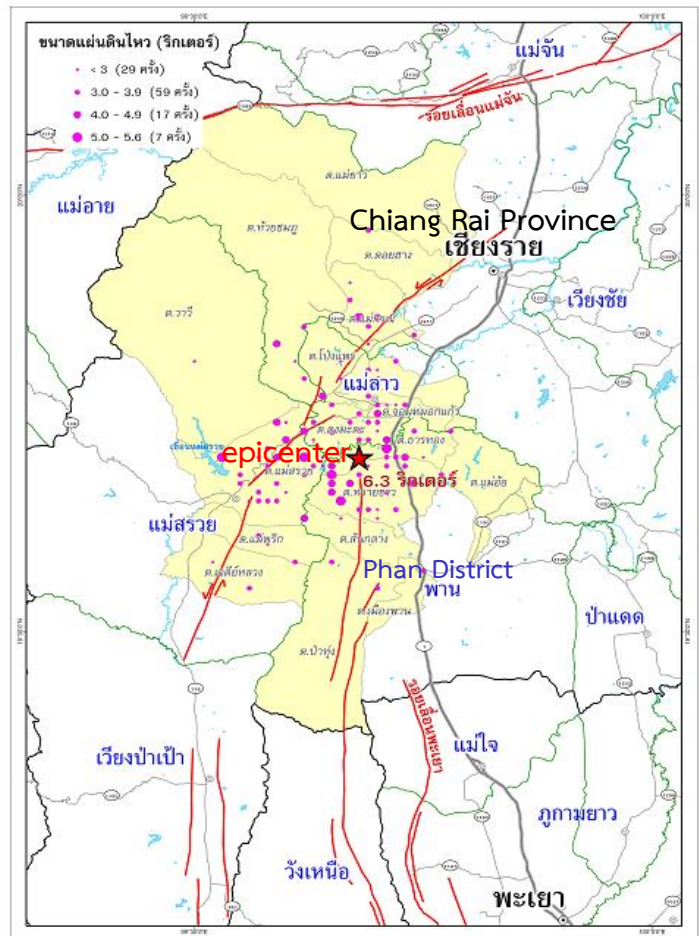 ขนาดแผ่นดินไหว (ริกเตอร์)
< 3 (29 ครั้ง)
3.0 - 3.9 (59 ครั้ง)
4.0 - 4.9 (17 ครั้ง)
5.0 - 5.6 (7 ครั้ง)
แม่จัน
รอยเลื่อนแม่จัน
แม่อาย
ต.แม่ยาว
ต.ห้วยชมภู
Chiang Rai Province
เชียงราย
ต.ดอยฮาง
เวียงชัย
ต.วาวี
ต.โป่งแพร่
แม่ลาว
ต.จอมหมอกแก้ว
ต.ดงมะดะ
ต.ธารทอง
epicenter
ต.แม่สรวย
6.3 ริกเตอร์
ต.แม่อ้อ
ต.ทรายขาว
แม่สรวย
ต.แม่พริก
ต.สันกลาง
ต.เจดีย์หลวง
Phan District
พาน
ต.เมืองพาน
ป่าแดด
ต.ป่าหุ่ง
รอยเลื่อนพะเยา
เวียงป่าเป้า
แม่ใจ
ภูกามยาว
วังเหนือ
พะเยา